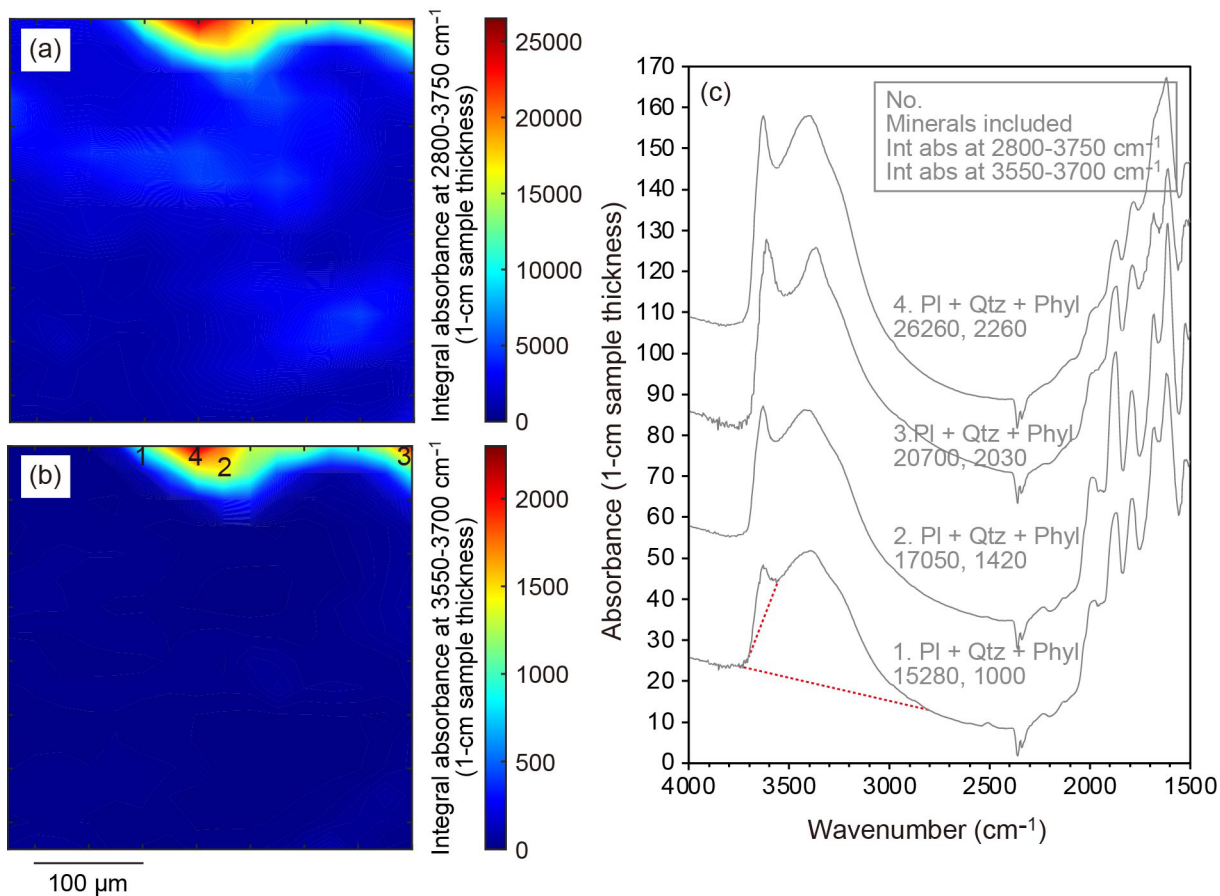 (a)
25000
20000
15000
10000
5000
0
Integral absorbance at 2800-3750 cm⁻¹
(1-cm sample thickness)
(b)
1
4
2
3
2000
1500
1000
500
0
Integral absorbance at 3550-3700 cm⁻¹
(1-cm sample thickness)
100 μm
(c)
170
160
150
140
130
120
110
100
90
80
70
60
50
40
30
20
10
0
Absorbance (1-cm sample thickness)
No.
Minerals included
Int abs at 2800-3750 cm⁻¹
Int abs at 3550-3700 cm⁻¹
4. Pl + Qtz + Phyl
26260, 2260
3.Pl + Qtz + Phyl
20700, 2030
2. Pl + Qtz + Phyl
17050, 1420
1. Pl + Qtz + Phyl
15280, 1000
4000 3500 3000 2500 2000 1500
Wavenumber (cm⁻¹)